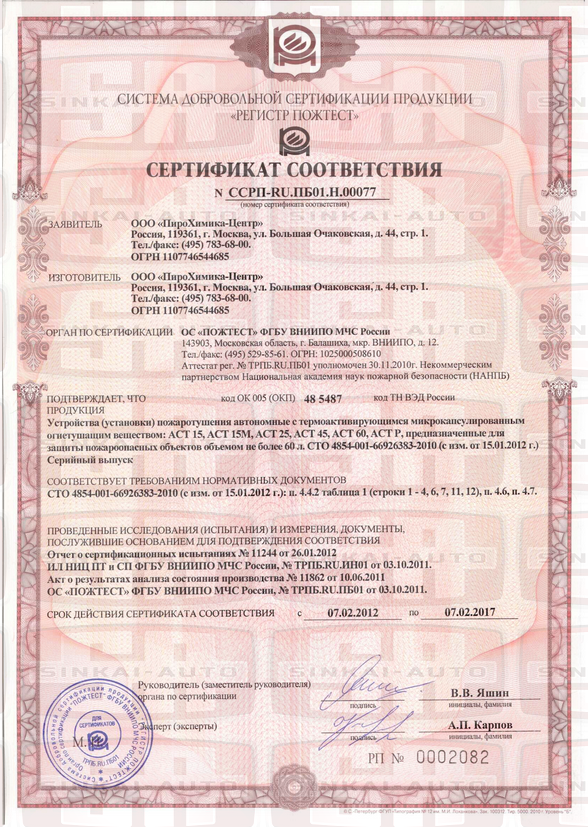 СИСТЕМА ДОБРОВОЛЬНОЙ СЕРТИФИКАЦИИ ПРОДУКЦИИ
«РЕГИСТР ПОЖТЕСТ»
СЕРТИФИКАТ СООТВЕТСТВИЯ
N ССРП-RU.ПБ01.Н.00077
(номер сертификата соответствия)
ЗАЯВИТЕЛЬ ООО «ПироХимика-Центр»
Россия, 119361, г. Москва, ул. Большая Очаковская, д. 44, стр. 1.
Тел./факс: (495) 783-68-00.
ОГРН 1107746544685
ИЗГОТОВИТЕЛЬ ООО «ПироХимика-Центр»
Россия, 119361, г. Москва, ул. Большая Очаковская, д. 44, стр. 1.
Тел./факс: (495) 783-68-00.
ОГРН 1107746544685
ОРГАН ПО СЕРТИФИКАЦИИ ОС «ПОЖТЕСТ» ФГБУ ВНИИПО МЧС России
143903, Московская область, г. Балашиха, мкр. ВНИИПО, д. 12.
Тел./факс: (495) 529-85-61. ОГРН: 1025000508610
Аттестат рег. № ТРПБ.RU.ПБ01 уполномочен 30.11.2010г. Некоммерческим
партнерством Национальная академия наук пожарной безопасности (НАНПБ)
ПОДТВЕРЖДАЕТ, ЧТО код ОК 005 (ОКП) 48 5487 код ТН ВЭД России
ПРОДУКЦИЯ
Устройства (установки) пожаротушения автономные с термоактивирующимся микрокапсулированным
огнетушащим веществом: АСТ 15, АСТ 15М, АСТ 25, АСТ 45, АСТ 60, АСТ Р, предназначенные для
защиты пожароопасных объектов объемом не более 60 л. СТО 4854-001-66926383-2010 (с изм. от 15.01.2012 г.)
Серийный выпуск
СООТВЕТСТВУЕТ ТРЕБОВАНИЯМ НОРМАТИВНЫХ ДОКУМЕНТОВ
СТО 4854-001-66926383-2010 (с изм. от 15.01.2012 г.): п. 4.4.2 таблица 1 (строки 1 - 4, 6, 7, 11, 12), п. 4.6, п. 4.7.
ПРОВЕДЕННЫЕ ИССЛЕДОВАНИЯ (ИСПЫТАНИЯ) И ИЗМЕРЕНИЯ, ДОКУМЕНТЫ,
ПОСЛУЖИВШИЕ ОСНОВАНИЕМ ДЛЯ ПОДТВЕРЖДЕНИЯ СООТВЕТСТВИЯ
Отчет о сертификационных испытаниях № 11244 от 26.01.2012
ИЛ НИЦ ПТ и СП ФГБУ ВНИИПО МЧС России, № ТРПБ.RU.ИН01 от 03.10.2011.
Акт о результатах анализа состояния производства № 11862 от 10.06.2011
ОС «ПОЖТЕСТ» ФГБУ ВНИИПО МЧС России, № ТРПБ.RU.ПБ01 от 03.10.2011.
СРОК ДЕЙСТВИЯ СЕРТИФИКАТА СООТВЕТСТВИЯ с 07.02.2012 по 07.02.2017
Руководитель (заместитель руководителя)
органа по сертификации
подпись
В.В. Яшин
инициалы, фамилия
Эксперт (эксперты)
подпись
А.П. Карпов
инициалы, фамилия
М.
ДЛЯ
СЕРТИФИКАТОВ
ТРПБ.RU.ПБ01
РП № 0002082
SINKAI-AUTO